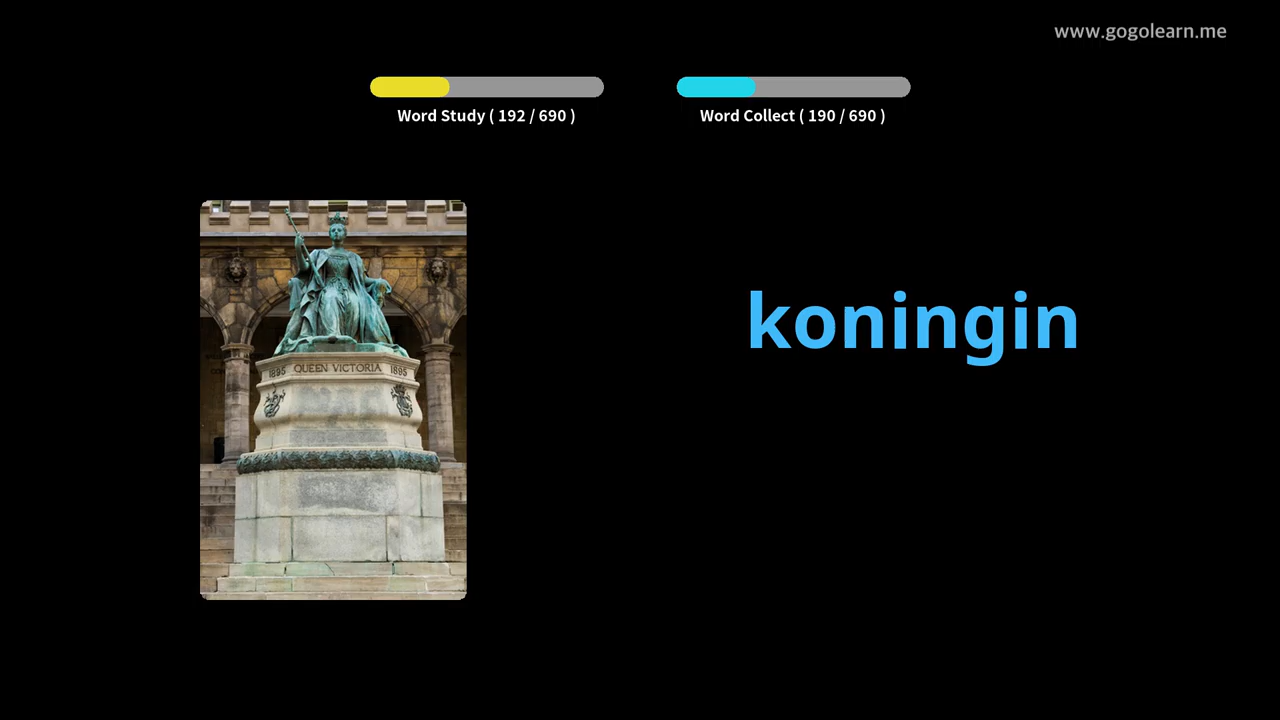 www.gogolearn.me
Word Study ( 192 / 690 )
Word Collect ( 190 / 690 )
koningin
1895 QUEEN VICTORIA 1895